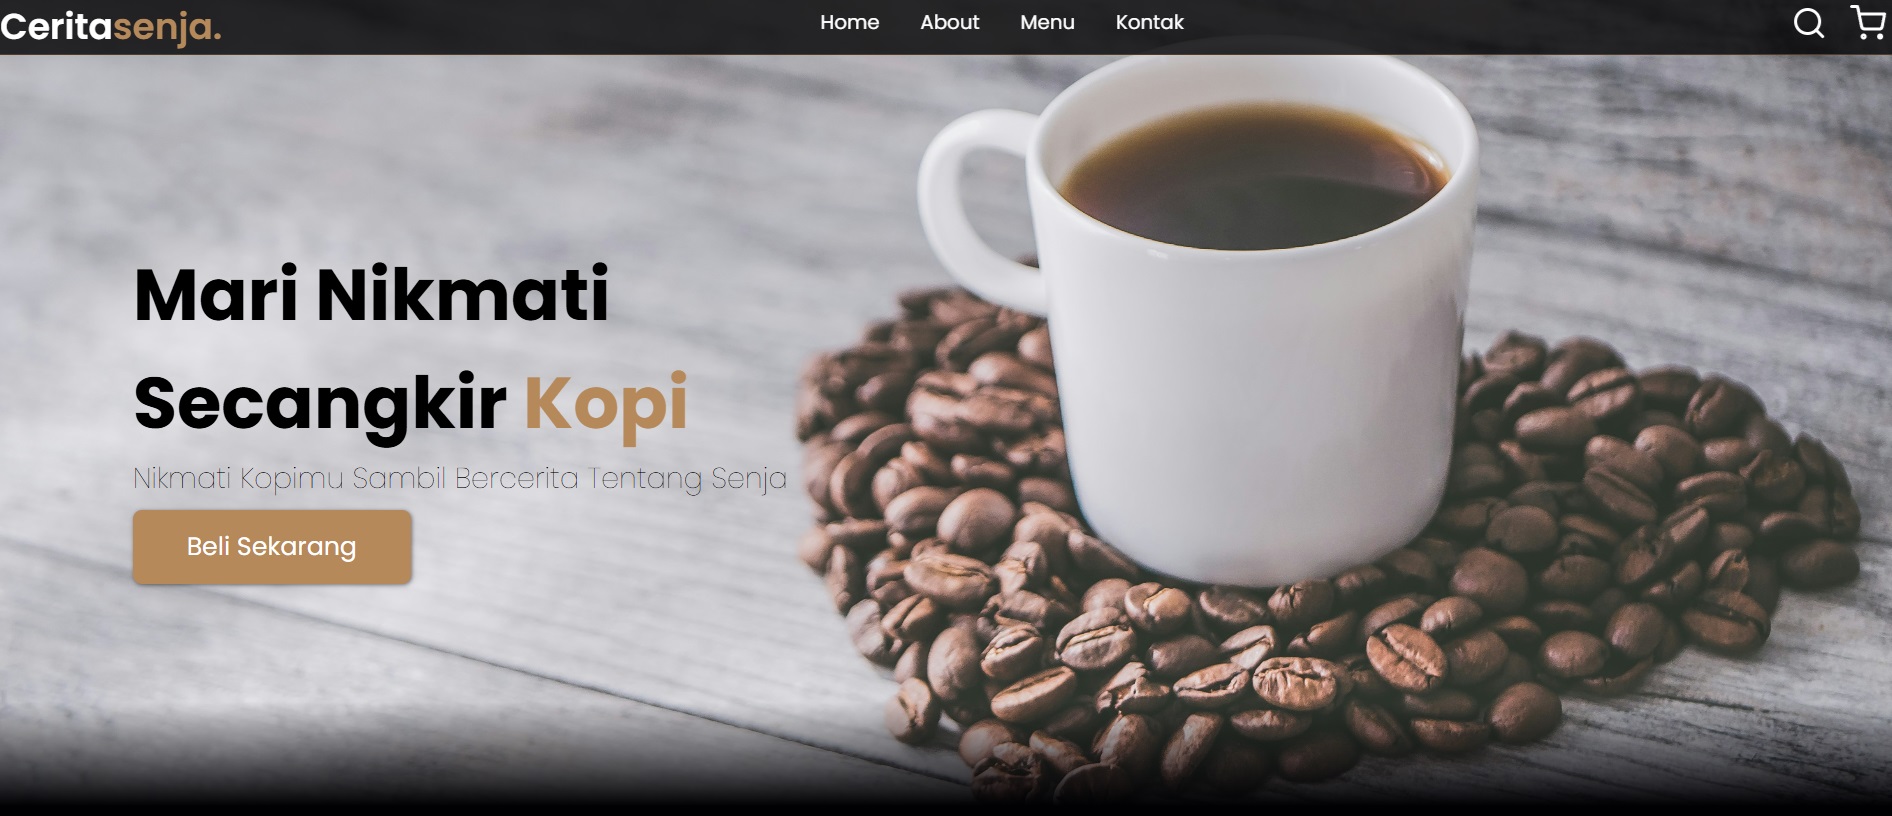 Ceritasenja.
Home About Menu Kontak
Mari Nikmati
Secangkir Kopi
Nikmati Kopimu Sambil Bercerita Tentang Senja
Beli Sekarang